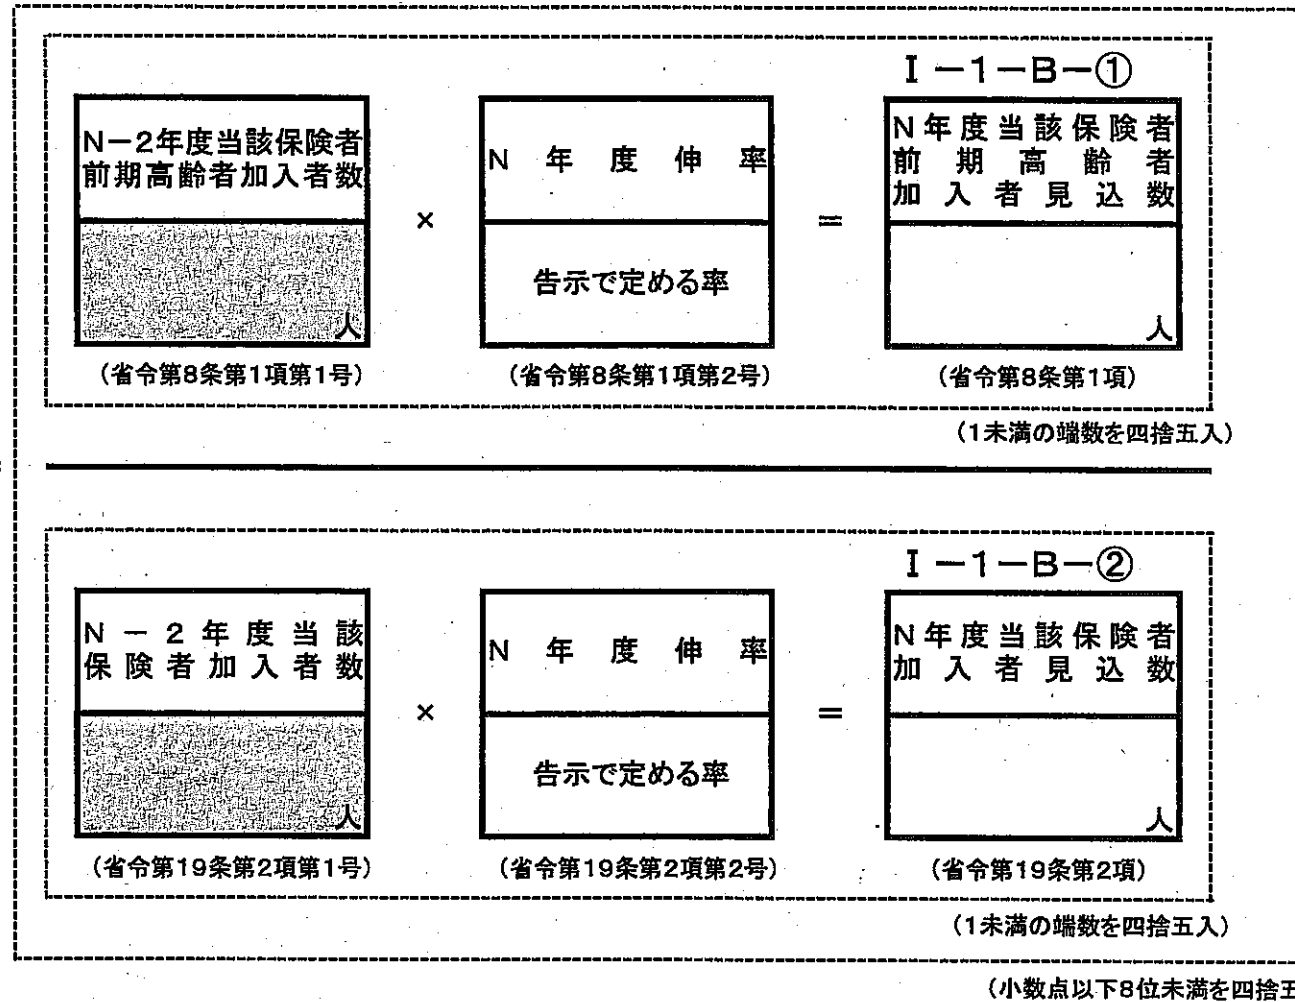 Ⅰ－1－B－①
N－2年度当該保険者
前期高齢者加入者数
人
(省令第8条第1項第1号)
×
N年度伸率
告示で定める率
(省令第8条第1項第2号)
＝
N年度当該保険者
前期高齢者
加入者見込数
人
(省令第8条第1項)
(1未満の端数を四捨五入)
Ⅰ－1－B－②
N－2年度当該
保険者加入者数
人
(省令第19条第2項第1号)
×
N年度伸率
告示で定める率
(省令第19条第2項第2号)
＝
N年度当該保険者
加入者見込数
人
(省令第19条第2項)
(1未満の端数を四捨五入)
(小数点以下8位未満を四捨五